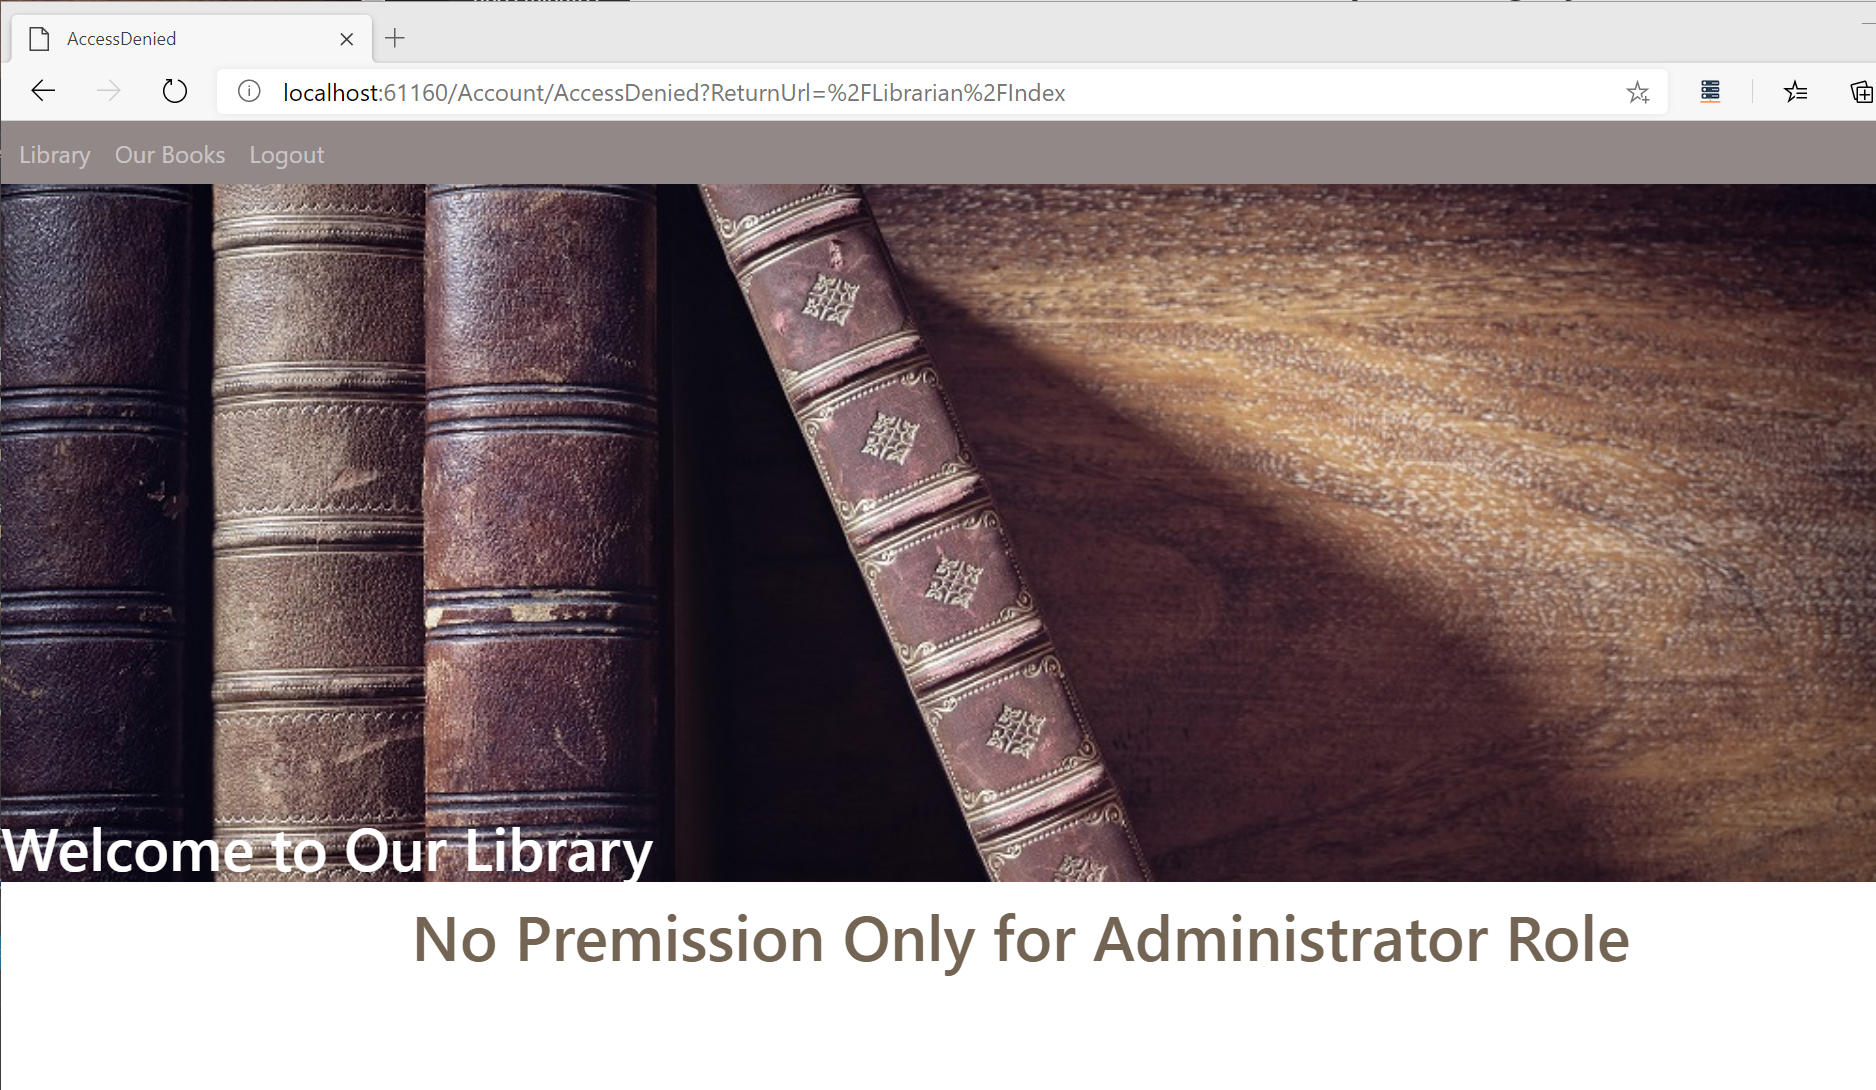 AccessDenied
localhost:61160/Account/AccessDenied?ReturnUrl=%2FLibrarian%2FIndex
Library Our Books Logout
Welcome to Our Library
No Premission Only for Administrator Role